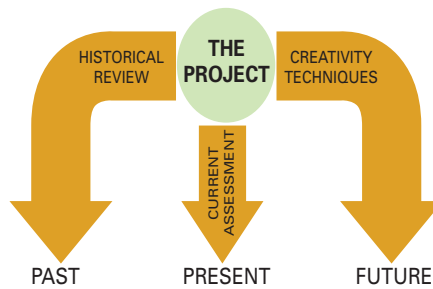 HISTORICAL
REVIEW
THE
PROJECT
CREATIVITY
TECHNIQUES
CURRENT
ASSESSMENT
PAST
PRESENT
FUTURE